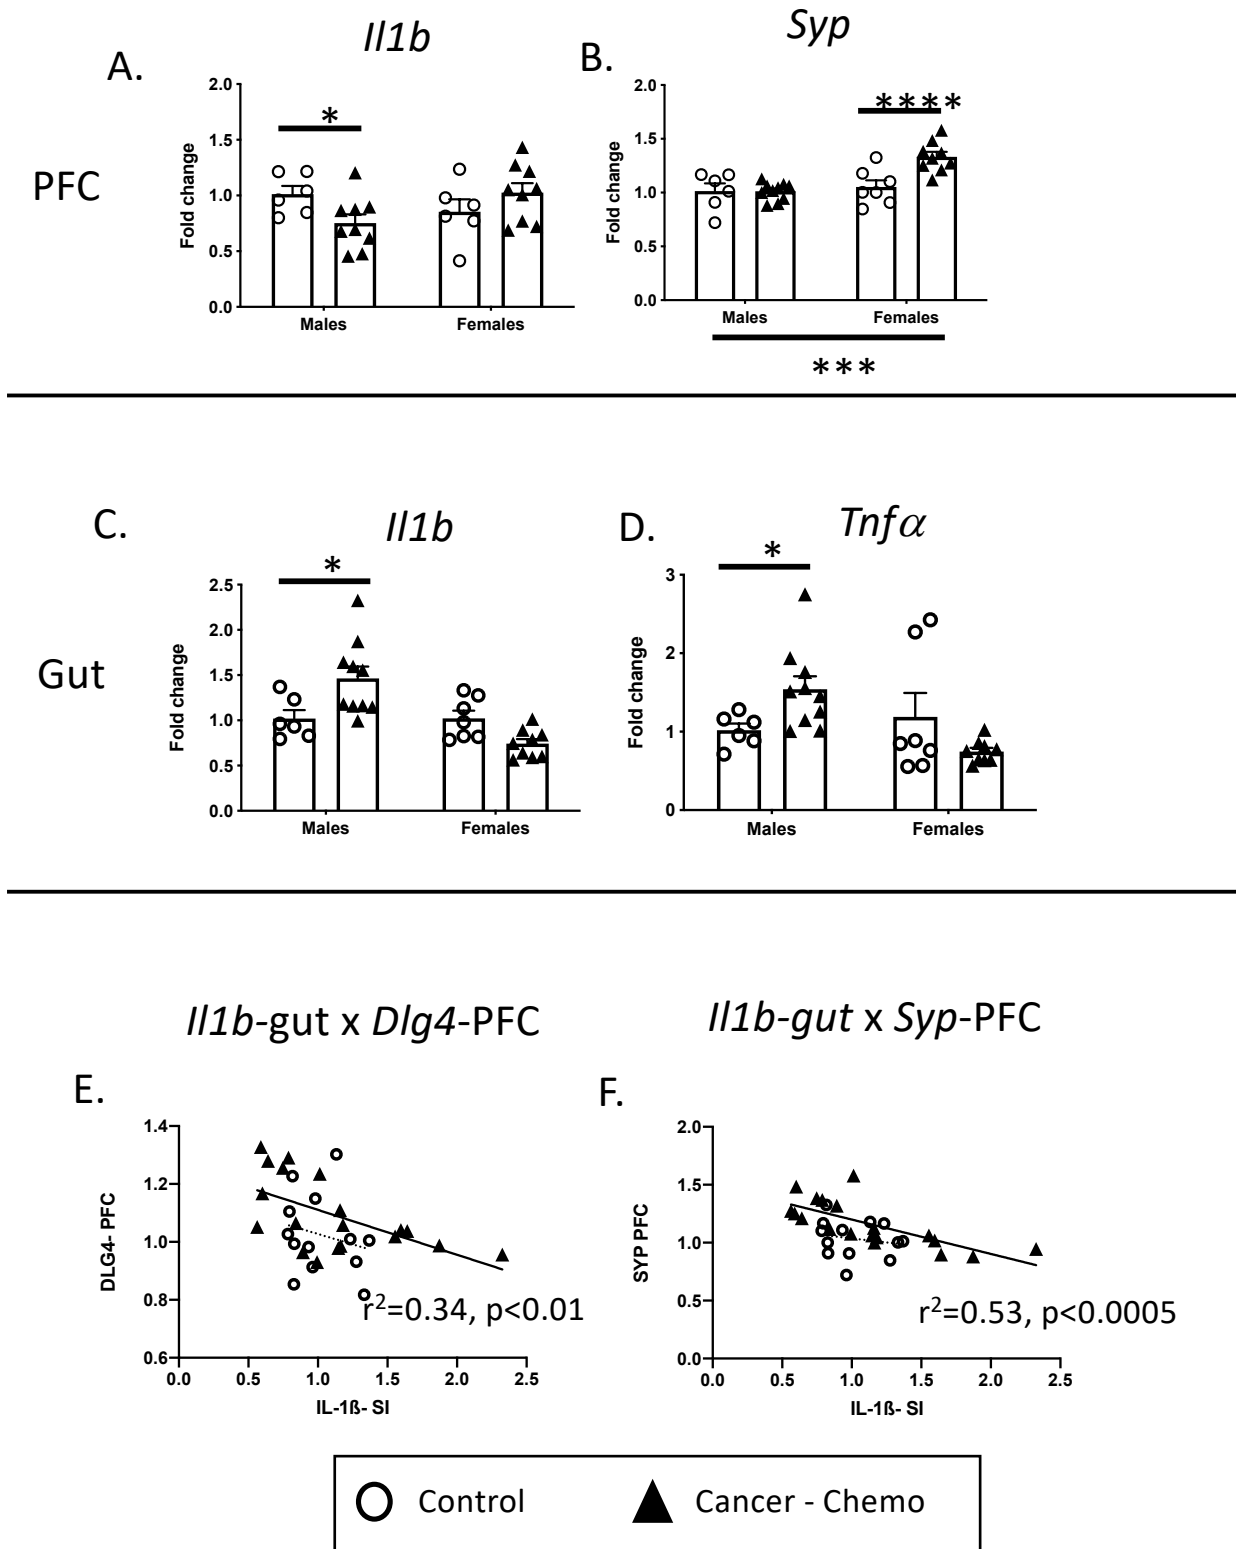 Il1b
Syp
A.
B.
PFC
Fold change
2.0
1.5
1.0
0.5
0.0
*
Males
Females
Fold change
2.0
1.5
1.0
0.5
0.0
****
Males
Females
***
C.
Il1b
D.
Tnfα
Gut
Fold change
2.5
2.0
1.5
1.0
0.5
0.0
*
Males
Females
Fold change
3
2
1
0
*
Males
Females
Il1b-gut x Dlg4-PFC
Il1b-gut x Syp-PFC
E.
F.
DLG4- PFC
1.4
1.2
1.0
0.8
0.6
r²=0.34, p<0.01
0.0 0.5 1.0 1.5 2.0 2.5
IL-1ß- SI
SYP PFC
2.0
1.5
1.0
0.5
0.0
r²=0.53, p<0.0005
0.0 0.5 1.0 1.5 2.0 2.5
IL-1ß- SI
Control
Cancer - Chemo